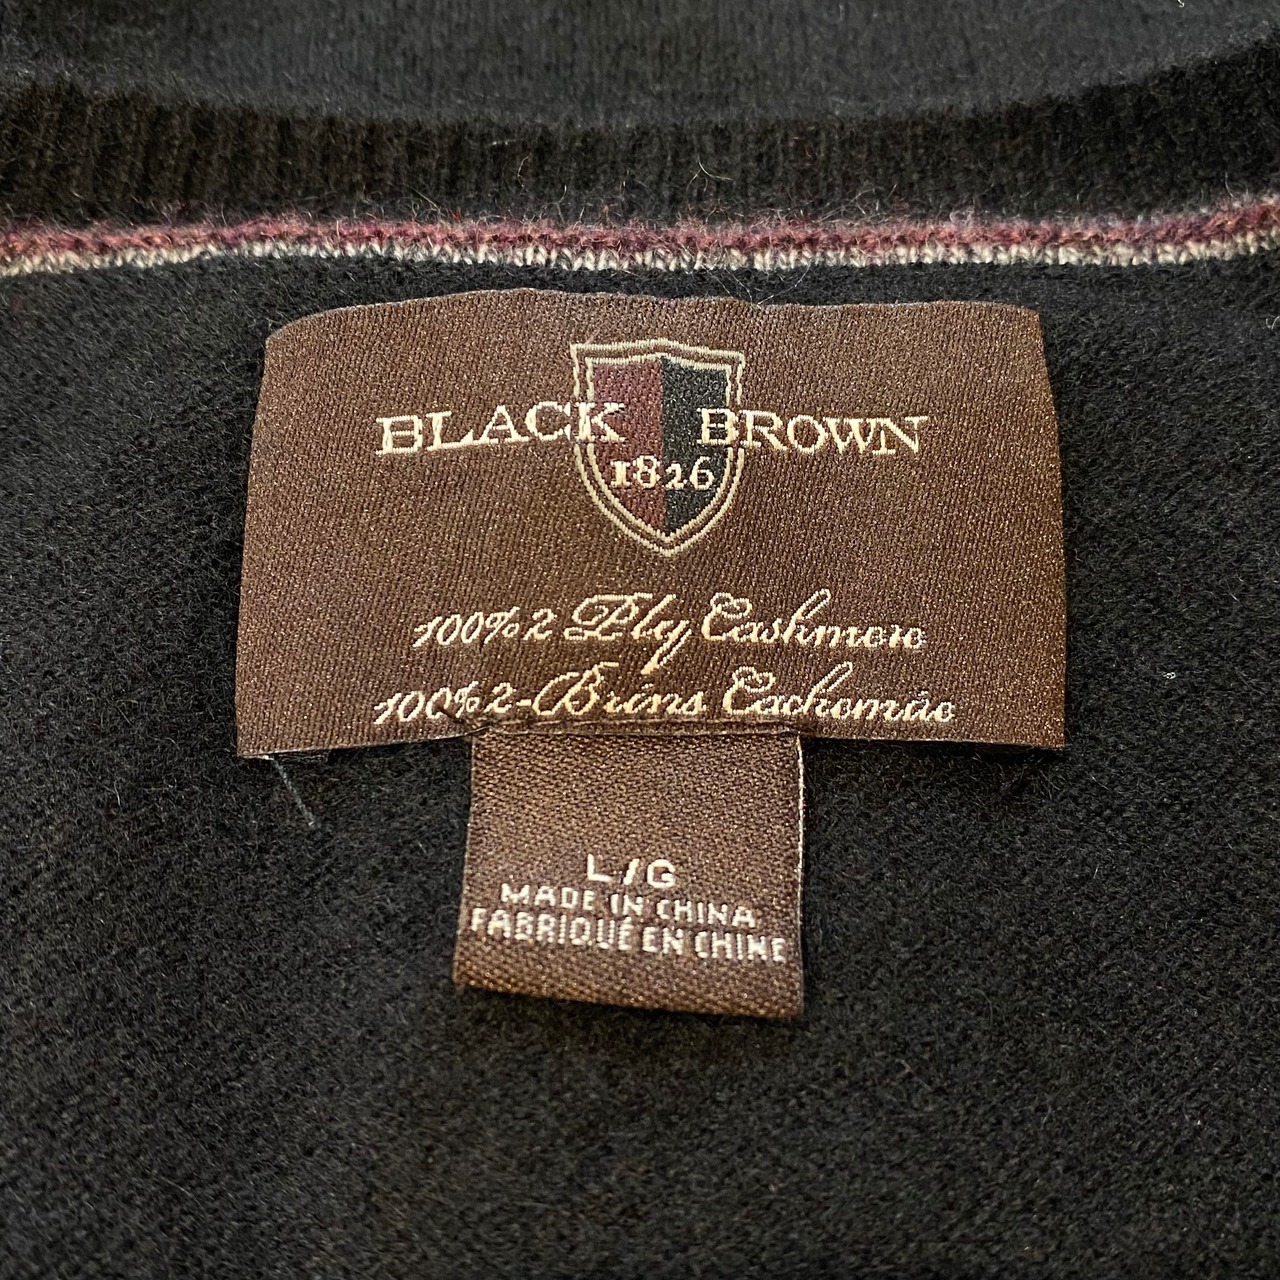 BLACK BROWN
1826
100% 2 Ply Cashmere
100% 2-Brins Cachemire
L/G
MADE IN CHINA
FABRIQUÉ EN CHINE